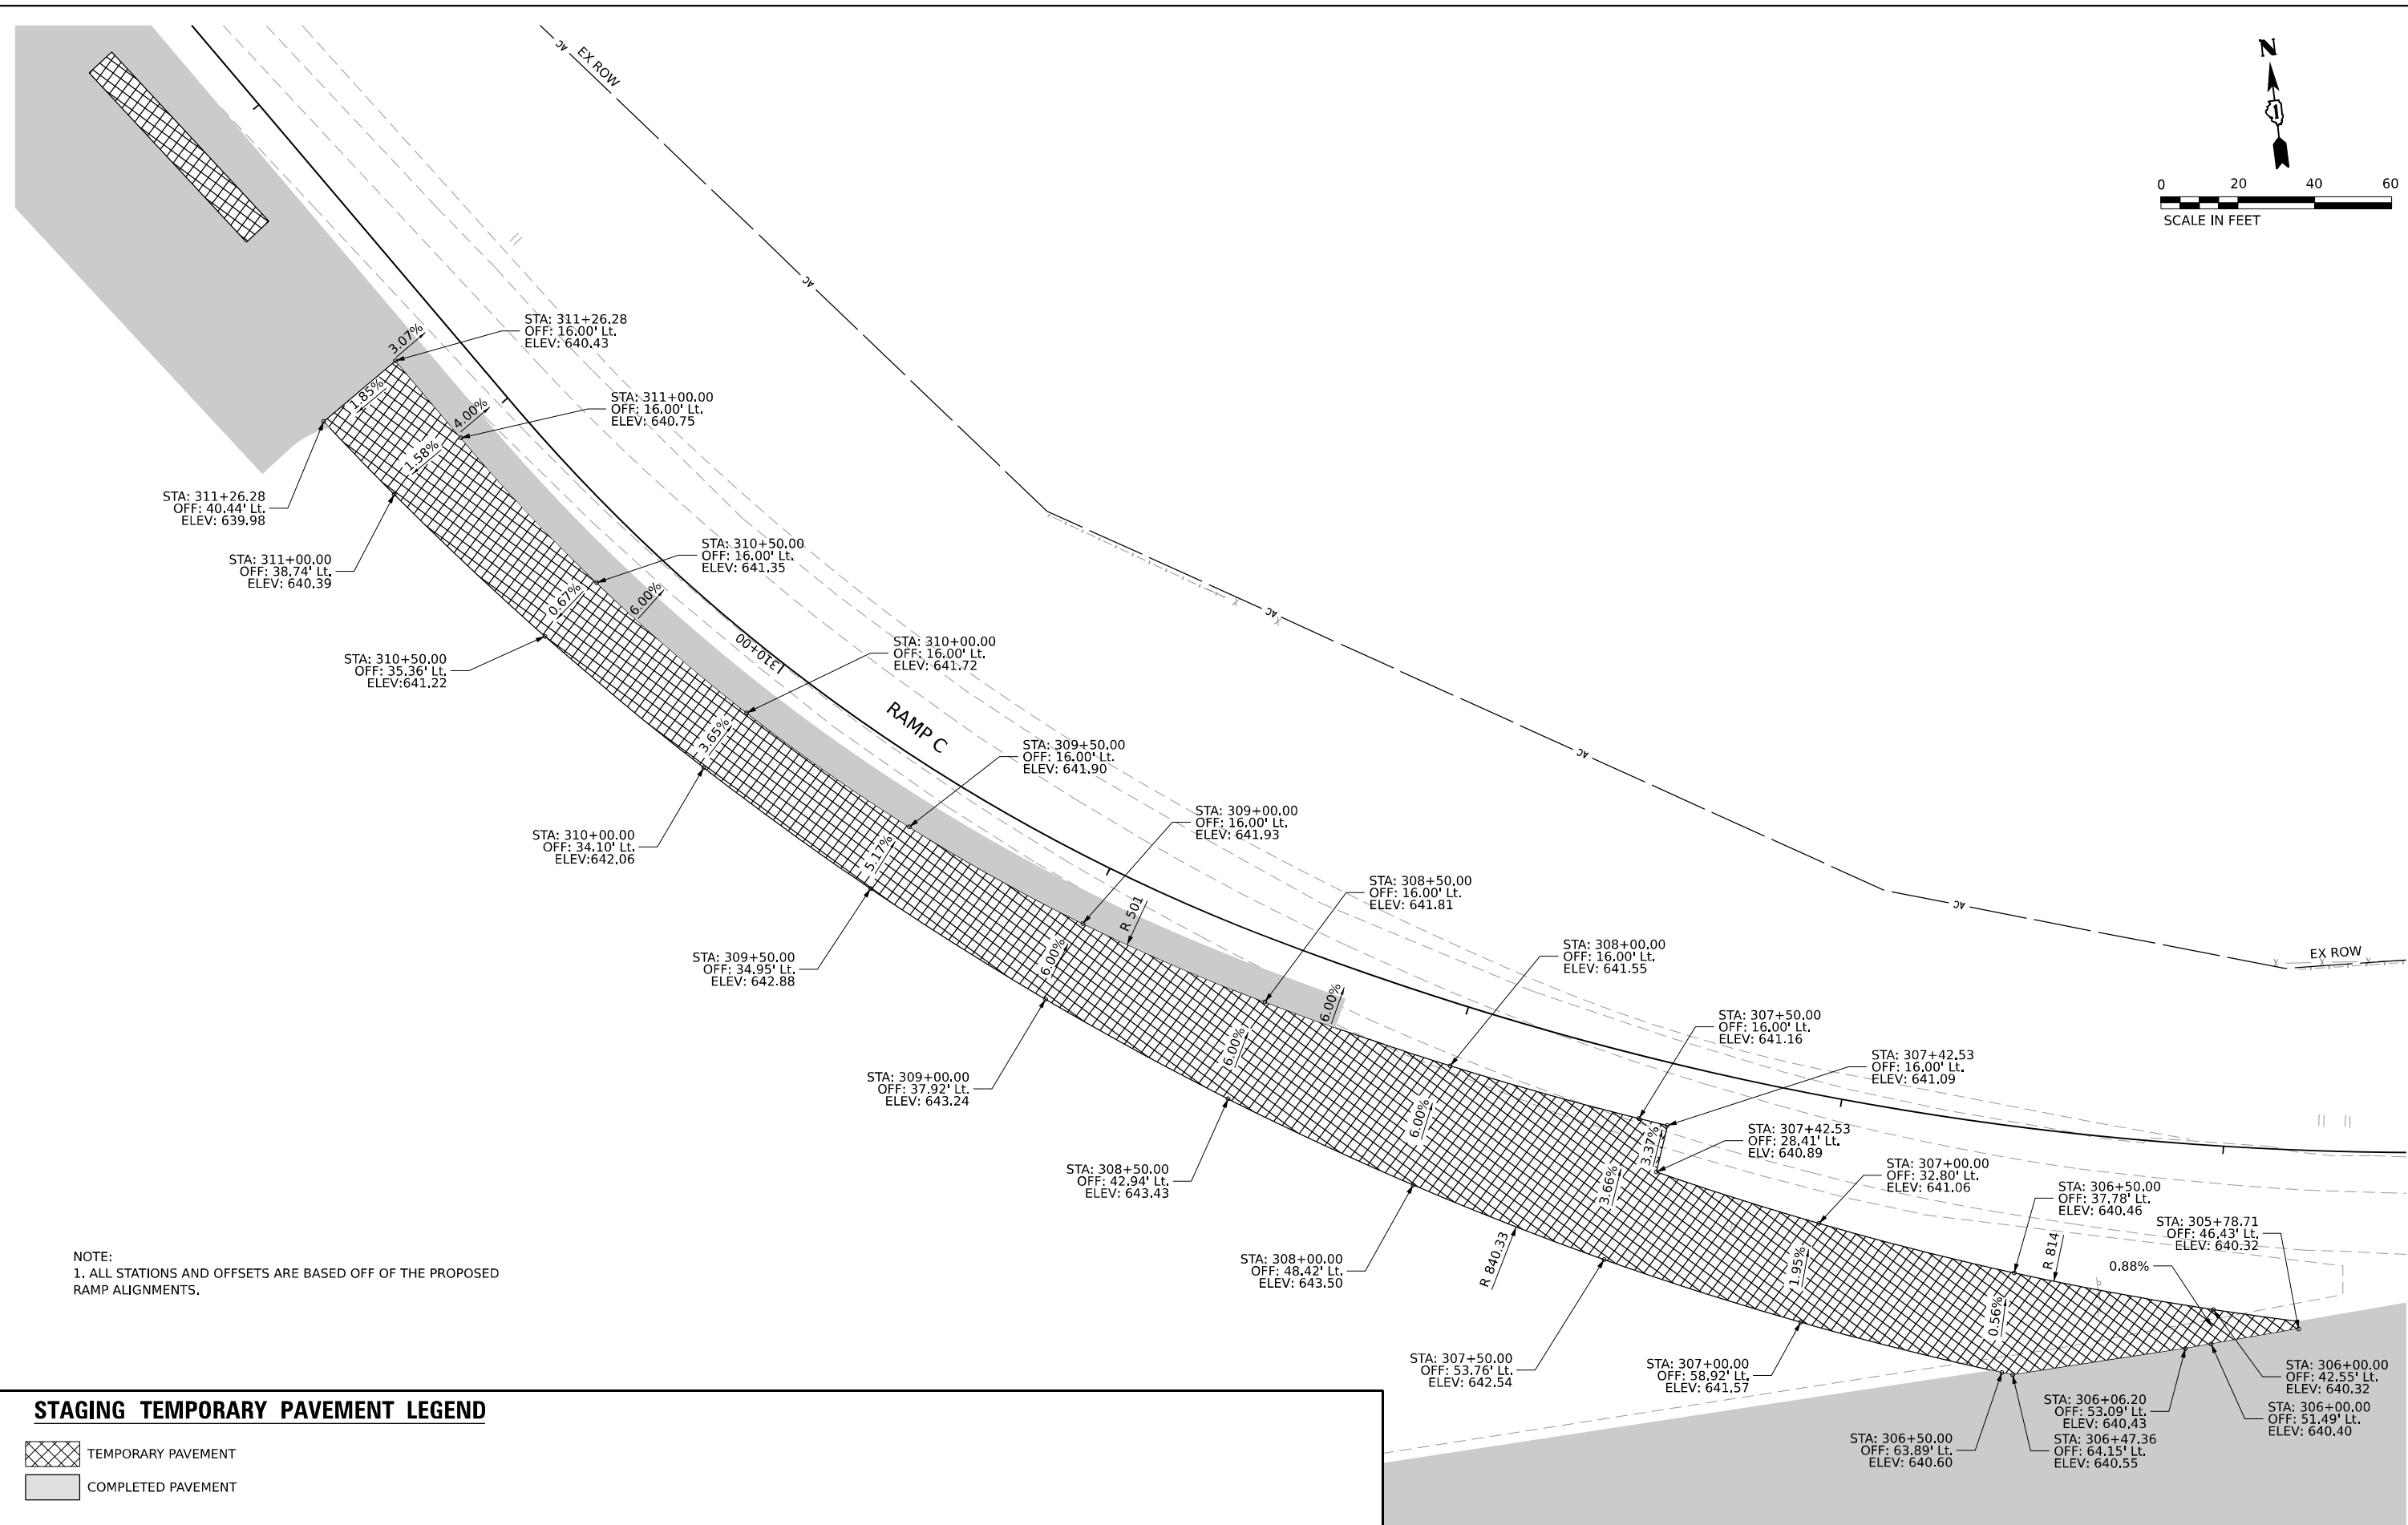 EX ROW
N
1
0 20 40 60
SCALE IN FEET
3.07%
STA: 311+26.28
OFF: 16.00' Lt.
ELEV: 640.43
1.85%
4.00%
STA: 311+00.00
OFF: 16.00' Lt.
ELEV: 640.75
1.58%
STA: 311+26.28
OFF: 40.44' Lt.
ELEV: 639.98
STA: 311+00.00
OFF: 38.74' Lt.
ELEV: 640.39
STA: 310+50.00
OFF: 16.00' Lt.
ELEV: 641.35
0.67%
6.00%
STA: 310+50.00
OFF: 35.36' Lt.
ELEV:641.22
310+00
STA: 310+00.00
OFF: 16.00' Lt.
ELEV: 641.72
RAMP C
3.65%
STA: 310+00.00
OFF: 34.10' Lt.
ELEV:642.06
STA: 309+50.00
OFF: 16.00' Lt.
ELEV: 641.90
5.17%
STA: 309+50.00
OFF: 34.95' Lt.
ELEV: 642.88
STA: 309+00.00
OFF: 16.00' Lt.
ELEV: 641.93
R 501
6.00%
STA: 309+00.00
OFF: 37.92' Lt.
ELEV: 643.24
STA: 308+50.00
OFF: 16.00' Lt.
ELEV: 641.81
6.00%
6.00%
STA: 308+50.00
OFF: 42.94' Lt.
ELEV: 643.43
STA: 308+00.00
OFF: 16.00' Lt.
ELEV: 641.55
6.00%
STA: 308+00.00
OFF: 48.42' Lt.
ELEV: 643.50
R 840.33
STA: 307+50.00
OFF: 16.00' Lt.
ELEV: 641.16
STA: 307+42.53
OFF: 16.00' Lt.
ELEV: 641.09
3.37%
3.66%
STA: 307+42.53
OFF: 28.41' Lt.
ELV: 640.89
STA: 307+50.00
OFF: 53.76' Lt.
ELEV: 642.54
STA: 307+00.00
OFF: 32.80' Lt.
ELEV: 641.06
1.95%
STA: 307+00.00
OFF: 58.92' Lt.
ELEV: 641.57
STA: 306+50.00
OFF: 37.78' Lt.
ELEV: 640.46
R 814
0.56%
STA: 305+78.71
OFF: 46.43' Lt.
ELEV: 640.32
0.88%
STA: 306+00.00
OFF: 42.55' Lt.
ELEV: 640.32
STA: 306+06.20
OFF: 53.09' Lt.
ELEV: 640.43
STA: 306+00.00
OFF: 51.49' Lt.
ELEV: 640.40
STA: 306+50.00
OFF: 63.89' Lt.
ELEV: 640.60
STA: 306+47.36
OFF: 64.15' Lt.
ELEV: 640.55
AC
AC
AC
AC
AC
EX ROW
NOTE:
1. ALL STATIONS AND OFFSETS ARE BASED OFF OF THE PROPOSED
RAMP ALIGNMENTS.
STAGING TEMPORARY PAVEMENT LEGEND
TEMPORARY PAVEMENT
COMPLETED PAVEMENT